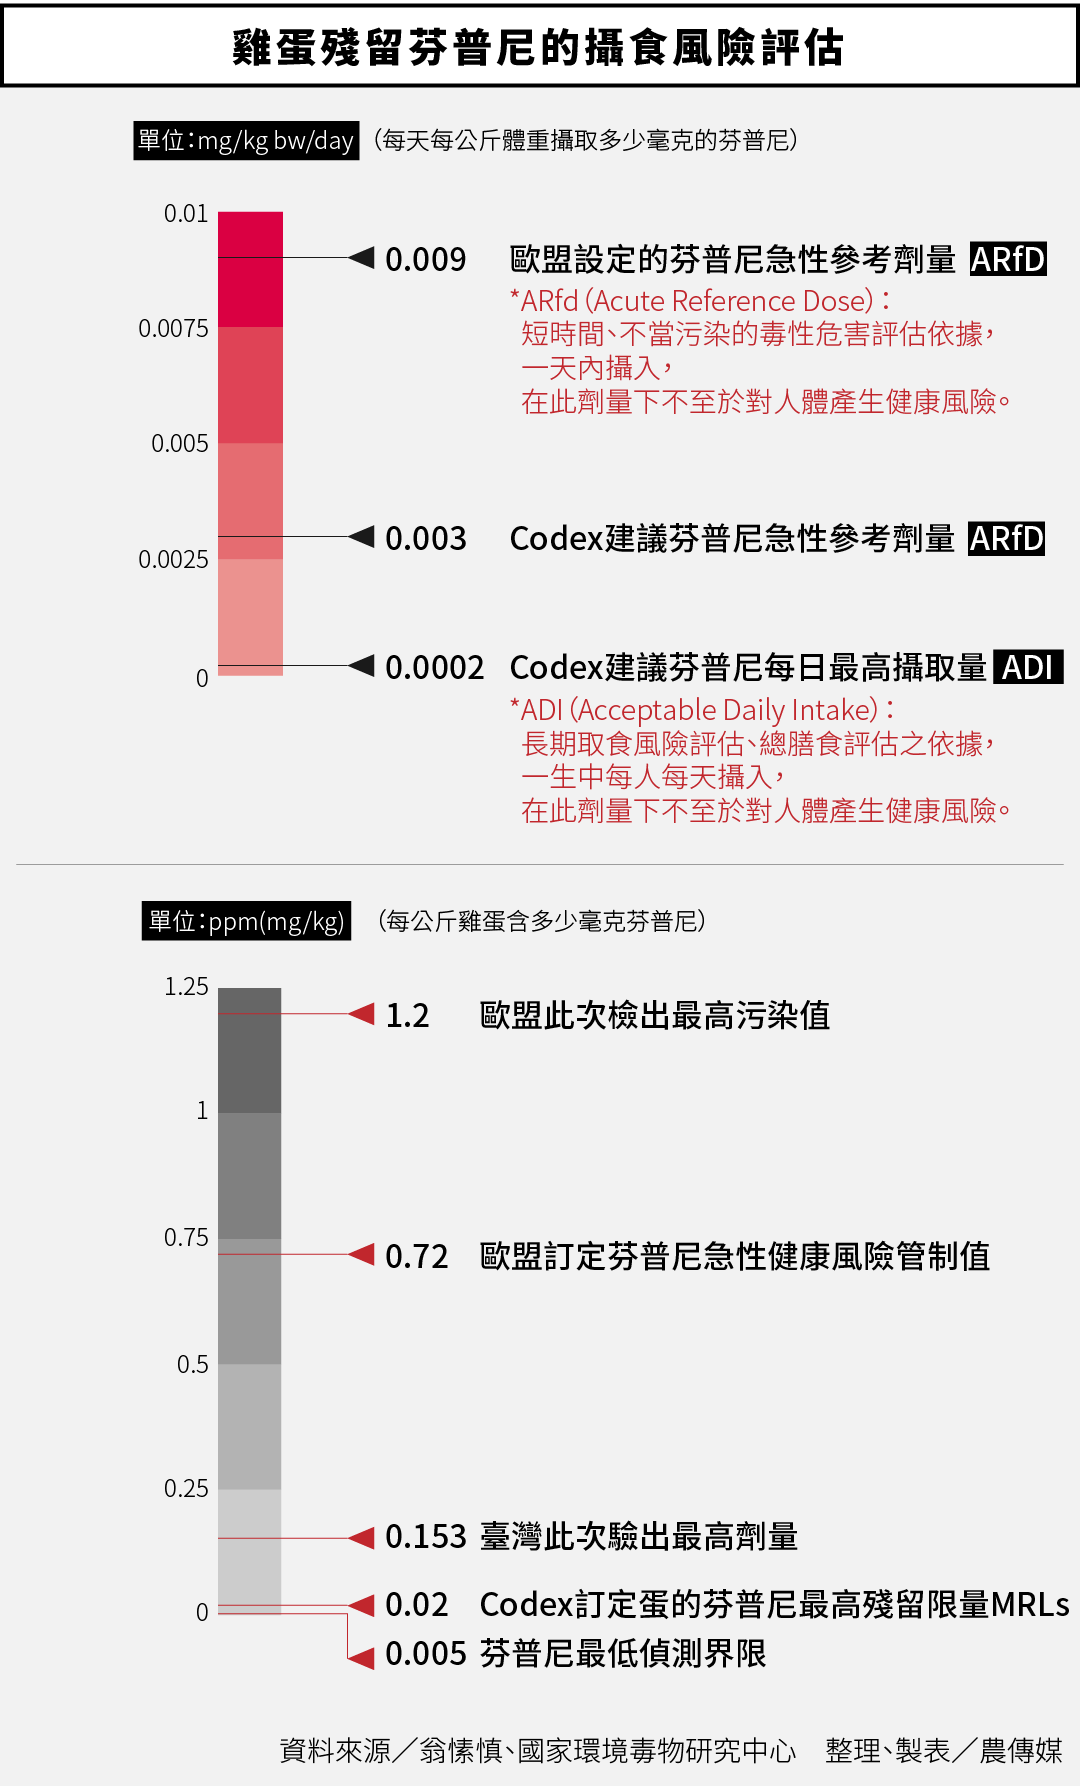 雞蛋殘留芬普尼的攝食風險評估
單位：mg/kg bw/day （每天每公斤體重攝取多少毫克的芬普尼）
0.01
0.009 歐盟設定的芬普尼急性參考劑量 ARfD
*ARfd（Acute Reference Dose）：
0.0075
短時間、不當污染的毒性危害評估依據，
一天內攝入，
在此劑量下不至於對人體產生健康風險。
0.005
0.003 Codex建議芬普尼急性參考劑量 ARfD
0.0025
0.0002 Codex建議芬普尼每日最高攝取量 ADI
0
*ADI（Acceptable Daily Intake）：
長期取食風險評估、總膳食評估之依據，
一生中每人每天攝入，
在此劑量下不至於對人體產生健康風險。
單位：ppm(mg/kg) （每公斤雞蛋含多少毫克芬普尼）
1.25
1.2 歐盟此次檢出最高污染值
1
0.75
0.72 歐盟訂定芬普尼急性健康風險管制值
0.5
0.25
0.153 臺灣此次驗出最高劑量
0.02 Codex訂定蛋的芬普尼最高殘留限量MRLs
0
0.005 芬普尼最低偵測界限
資料來源／翁愫慎、國家環境毒物研究中心 整理、製表／農傳媒